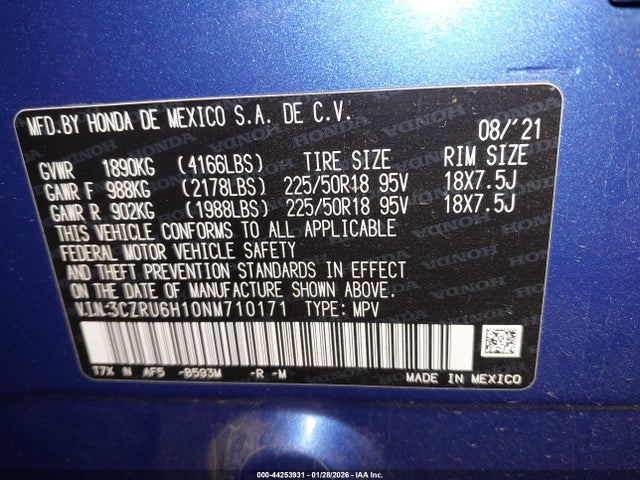 MFD.BY HONDA DE MEXICO S.A. DE C.V. 08/'21
GVWR 1890KG (4166LBS) TIRE SIZE RIM SIZE
GAWR F 988KG (2178LBS) 225/50R18 95V 18X7.5J
GAWR R 902KG (1988LBS) 225/50R18 95V 18X7.5J
THIS VEHICLE CONFORMS TO ALL APPLICABLE
FEDERAL MOTOR VEHICLE SAFETY
AND THEFT PREVENTION STANDARDS IN EFFECT
ON THE DATE OF MANUFACTURE SHOWN ABOVE.
V.I.N:3CZRU6H10NM710171 TYPE: MPV
T7X N AF5 -B593M -R -M
MADE IN MEXICO
000-44253931 - 01/28/2026 - IAA Inc.